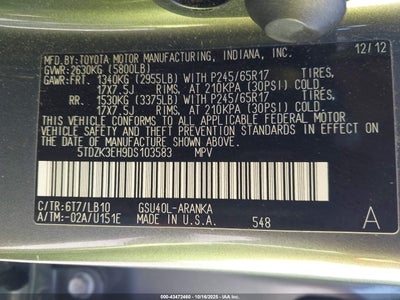 MFD. BY: TOYOTA MOTOR MANUFACTURING, INDIANA, INC.
GVWR:2630KG (5800LB) 12/12
GAWR:FRT. 1340KG (2955LB) WITH P245/65R17 TIRES,
17x7.5J RIMS, AT 210KPA (30PSI) COLD.
RR. 1530KG (3375LB) WITH P245/65R17 TIRES,
17x7.5J RIMS, AT 210KPA (30PSI) COLD.
THIS VEHICLE CONFORMS TO ALL APPLICABLE FEDERAL MOTOR
VEHICLE SAFETY AND THEFT PREVENTION STANDARDS IN
EFFECT ON THE DATE OF MANUFACTURE SHOWN ABOVE.
5TDZK3EH9DS103583 MPV
C/TR:6T7/LB10 GSU40L-ARANKA
A/TM:-02A/U151E MADE IN U.S.A. 548 A
000-43472460 - 10/16/2025 - IAA Inc.